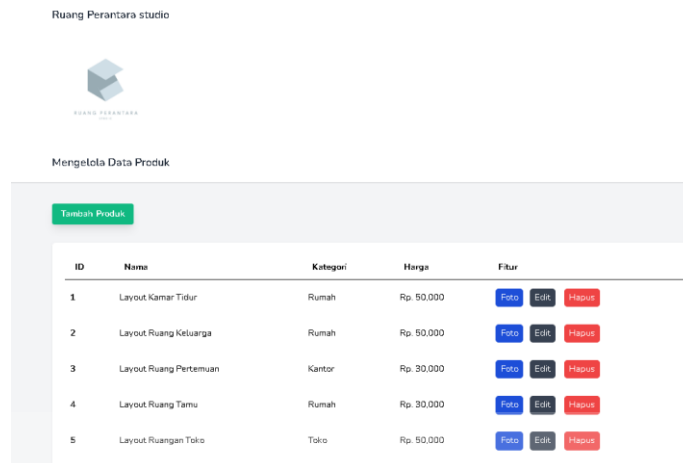 Ruang Perantara studio
RUANG PERANTARA
Mengelola Data Produk
Tambah Produk
ID Nama Kategori Harga Fitur
1 Layout Kamar Tidur Rumah Rp. 50,000 Foto Edit Hapus
2 Layout Ruang Keluarga Rumah Rp. 50,000 Foto Edit Hapus
3 Layout Ruang Pertemuan Kantor Rp. 30,000 Foto Edit Hapus
4 Layout Ruang Tamu Rumah Rp. 30,000 Foto Edit Hapus
5 Layout Ruangan Toko Toko Rp. 50,000 Foto Edit Hapus